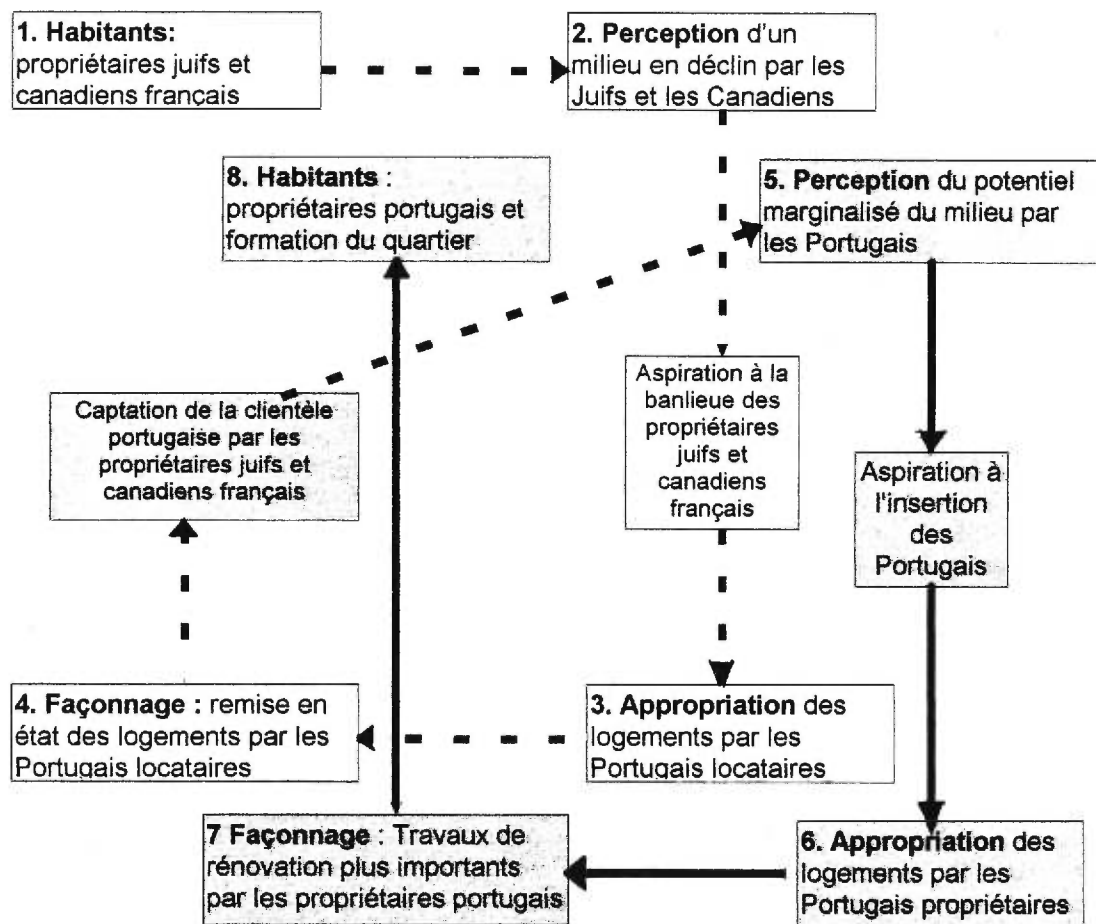 1. Habitants:
propriétaires juifs et
canadiens français
2. Perception d'un
milieu en déclin par les
Juifs et les Canadiens
8. Habitants :
propriétaires portugais et
formation du quartier
5. Perception du potentiel
marginalisé du milieu par
les Portugais
Captation de la clientèle
portugaise par les
propriétaires juifs et
canadiens français
Aspiration à la
banlieue des
propriétaires
juifs et
canadiens
français
Aspiration à
l'insertion
des
Portugais
4. Façonnage : remise en
état des logements par les
Portugais locataires
3. Appropriation des
logements par les
Portugais locataires
7 Façonnage : Travaux de
rénovation plus importants
par les propriétaires portugais
6. Appropriation des
logements par les
Portugais propriétaires